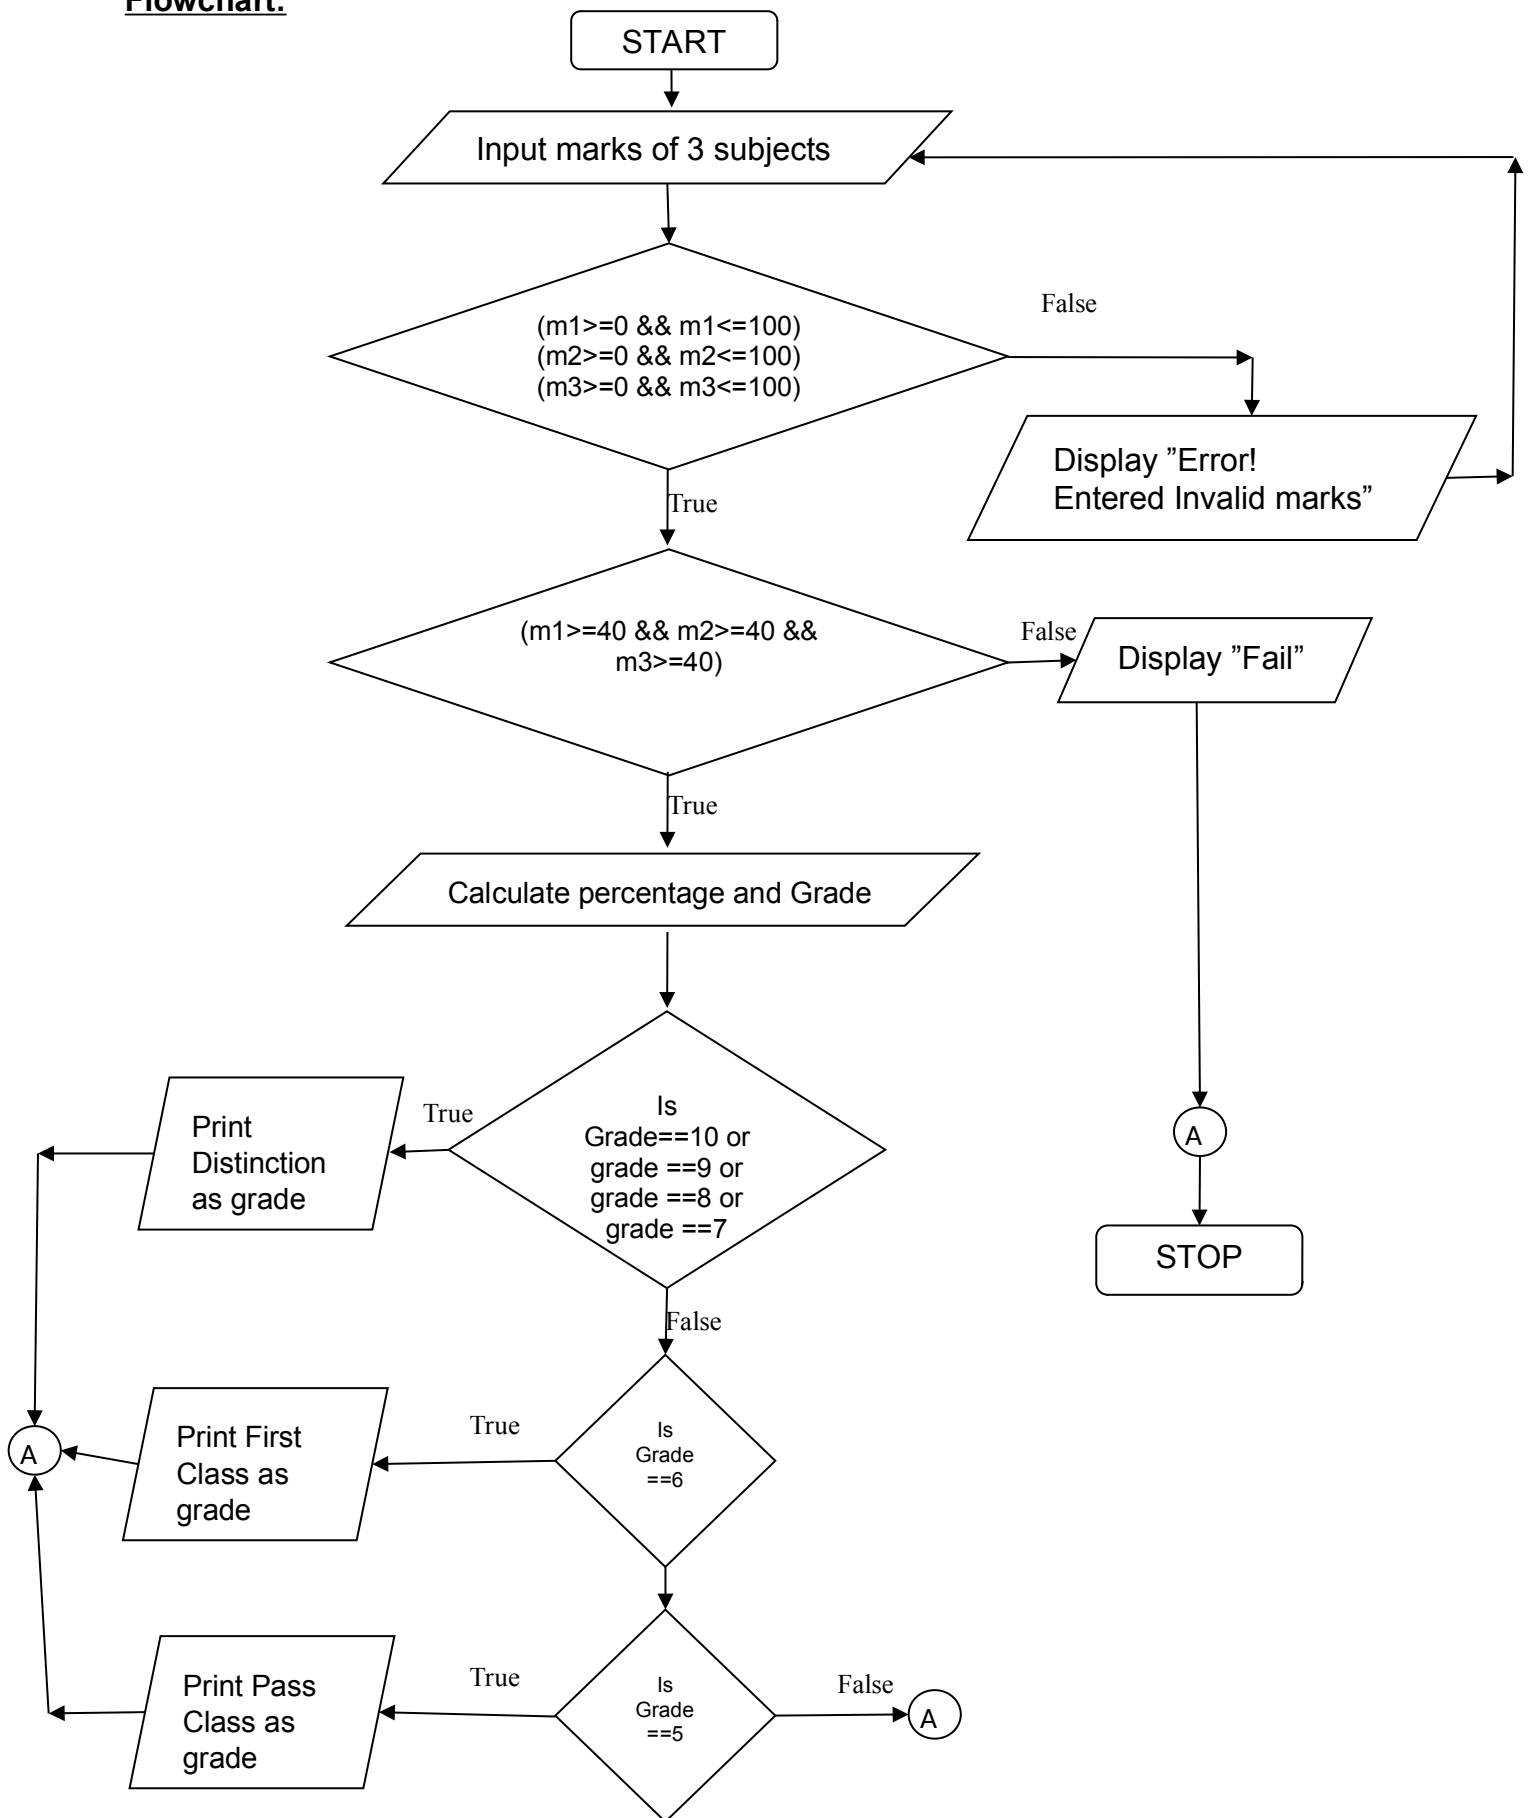 Flowchart:
START
Input marks of 3 subjects
False
(m1>=0 && m1<=100)
(m2>=0 && m2<=100)
(m3>=0 && m3<=100)
Display ”Error!
Entered Invalid marks”
True
(m1>=40 && m2>=40 &&
m3>=40)
False
Display ”Fail”
True
Calculate percentage and Grade
Is
Grade==10 or
grade ==9 or
grade ==8 or
grade ==7
True
Print
Distinction
as grade
A
STOP
False
Is
Grade
==6
True
Print First
Class as
grade
A
Is
Grade
==5
True
Print Pass
Class as
grade
False
A